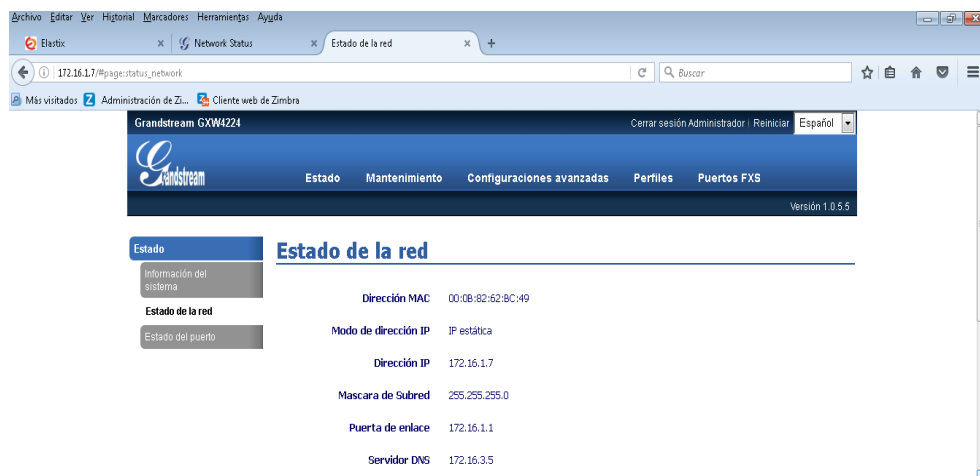 Archivo Editar Ver Historial Marcadores Herramientas Ayuda
Elastix × Network Status × Estado de la red × +
172.16.1.7/#page:status_network Buscar
Más visitados Administración de Zi... Cliente web de Zimbra
Grandstream GXW4224 Cerrar sesión Administrador | Reiniciar Español
Grandstream
Estado Mantenimiento Configuraciones avanzadas Perfiles Puertos FXS
Versión 1.0.5.5
Estado
Información del
sistema
Estado de la red
Estado del puerto
Estado de la red
Dirección MAC 00:0B:82:62:BC:49
Modo de dirección IP IP estática
Dirección IP 172.16.1.7
Mascara de Subred 255.255.255.0
Puerta de enlace 172.16.1.1
Servidor DNS 172.16.3.5